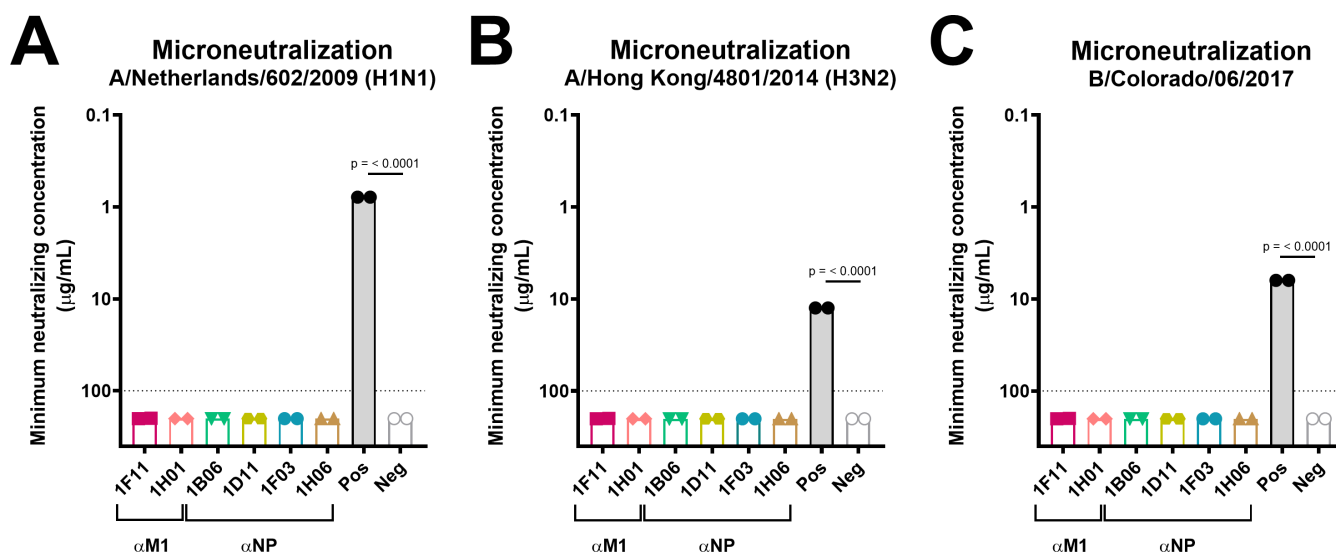 A
Microneutralization
A/Netherlands/602/2009 (H1N1)
Minimum neutralizing concentration
(μg/mL)
0.1
1
10
100
p = < 0.0001
1F11
1H01
1B06
1D11
1F03
1H06
Pos
Neg
αM1
αNP
B
Microneutralization
A/Hong Kong/4801/2014 (H3N2)
Minimum neutralizing concentration
(μg/mL)
0.1
1
10
100
p = < 0.0001
1F11
1H01
1B06
1D11
1F03
1H06
Pos
Neg
αM1
αNP
C
Microneutralization
B/Colorado/06/2017
Minimum neutralizing concentration
(μg/mL)
0.1
1
10
100
p = < 0.0001
1F11
1H01
1B06
1D11
1F03
1H06
Pos
Neg
αM1
αNP